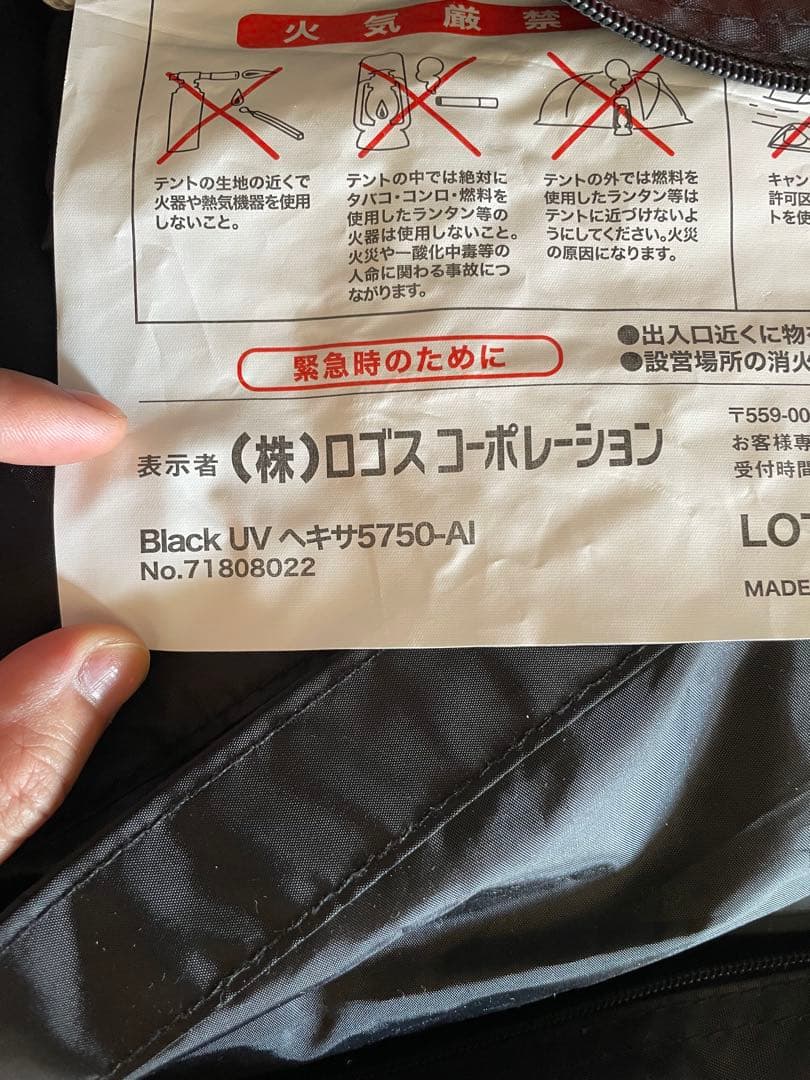 火気厳禁
テントの生地の近くで
火器や熱気機器を使用
しないこと。
テントの中では絶対に
タバコ・コンロ・燃料を
使用したランタン等の
火器は使用しないこと。
火災や一酸化中毒等の
人命に関わる事故につ
ながります。
テントの外では燃料を
使用したランタン等は
テントに近づけないよ
うにしてください。火災
の原因になります。
キャン
許可区
トを使
緊急時のために
●出入口近くに物
●設営場所の消火
表示者 (株)ロゴス コーポレーション
Black UV ヘキサ5750-AI
No.71808022
〒559-00
お客様専
受付時間
LOT
MADE